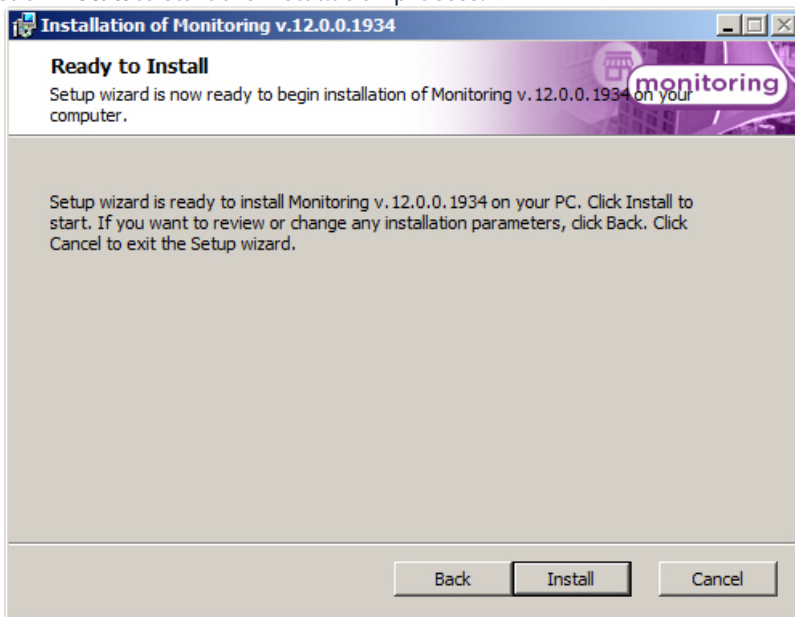 Installation of Monitoring v.12.0.0.1934
Ready to Install
Setup wizard is now ready to begin installation of Monitoring v.12.0.0.1934 on your
computer.
monitoring
Setup wizard is ready to install Monitoring v.12.0.0.1934 on your PC. Click Install to
start. If you want to review or change any installation parameters, click Back. Click
Cancel to exit the Setup wizard.
Back
Install
Cancel